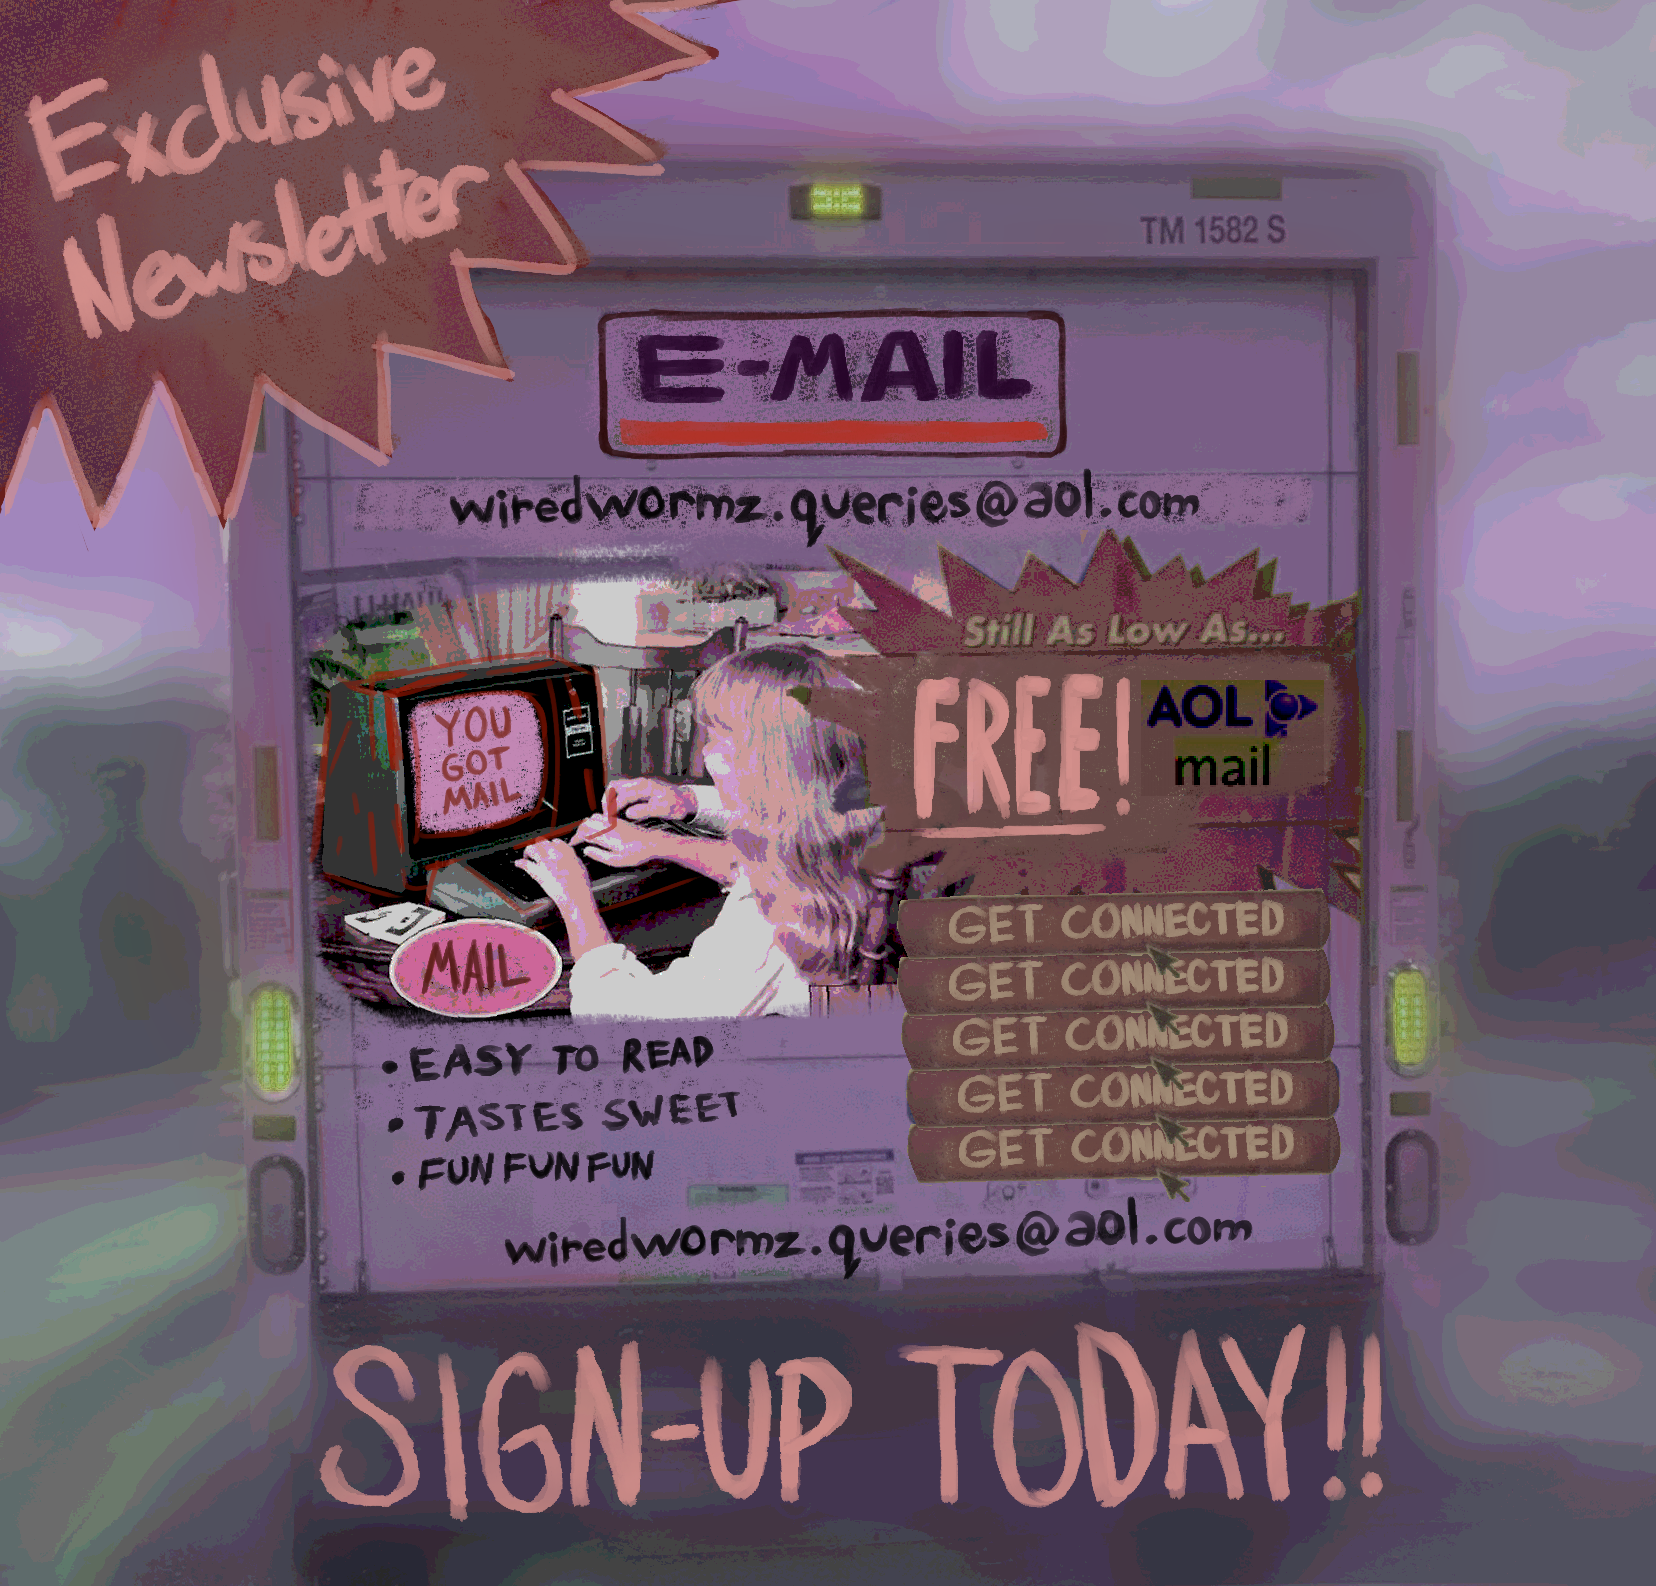 Exclusive
Newsletter
TM 1582 S
E-MAIL
wiredwormz.queries@aol.com
U-HAUL
Still As Low As...
FREE!
AOL
mail
YOU
GOT
MAIL
MAIL
GET CONNECTED
GET CONNECTED
GET CONNECTED
GET CONNECTED
GET CONNECTED
• EASY TO READ
• TASTES SWEET
• FUN FUN FUN
wiredwormz.queries@aol.com
SIGN-UP TODAY!!